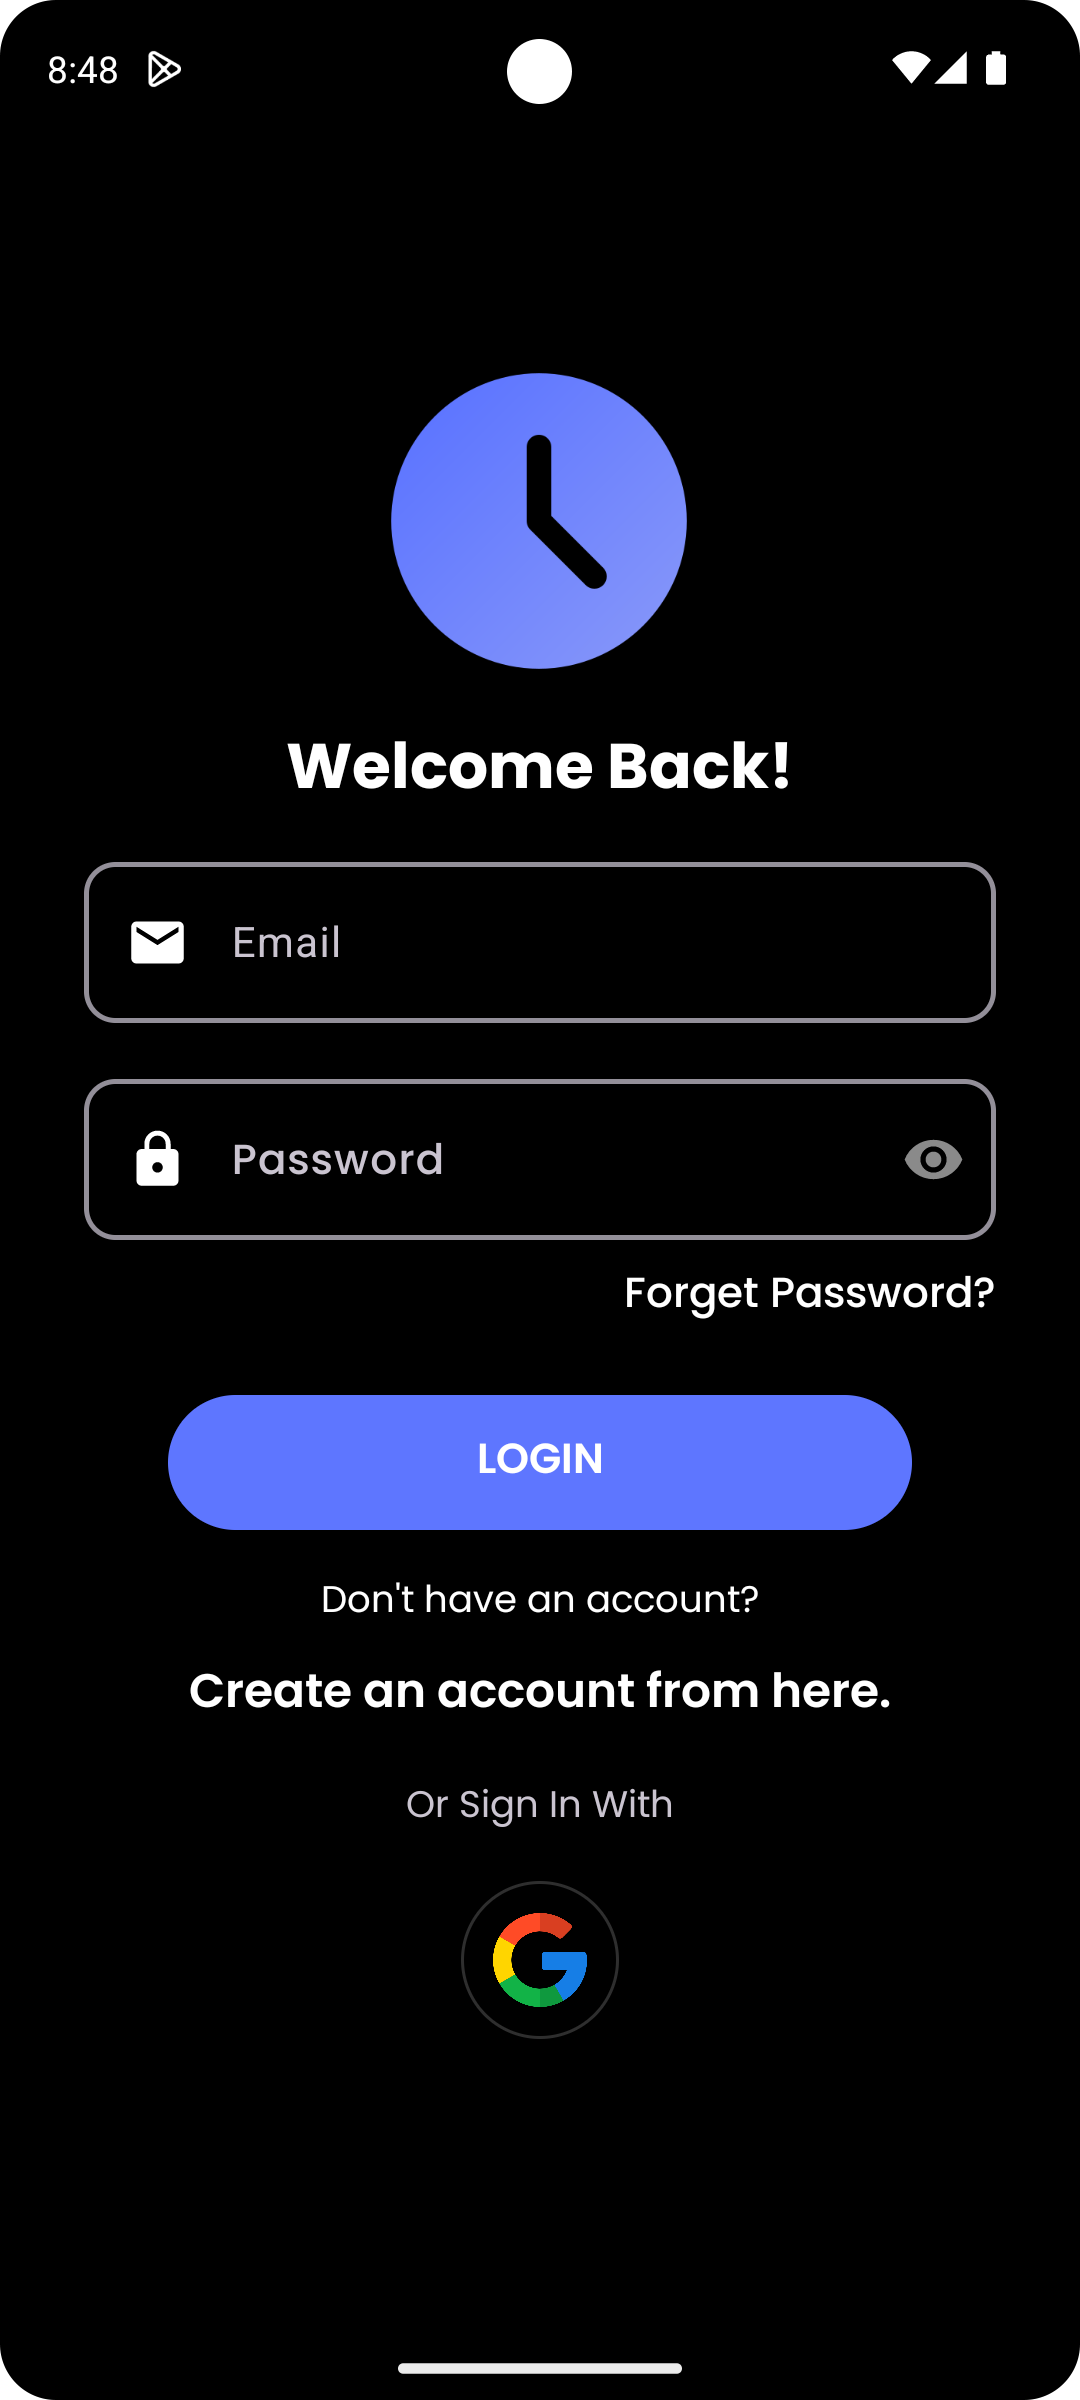 8:48
Welcome Back!
Email
Password
Forget Password?
LOGIN
Don't have an account?
Create an account from here.
Or Sign In With